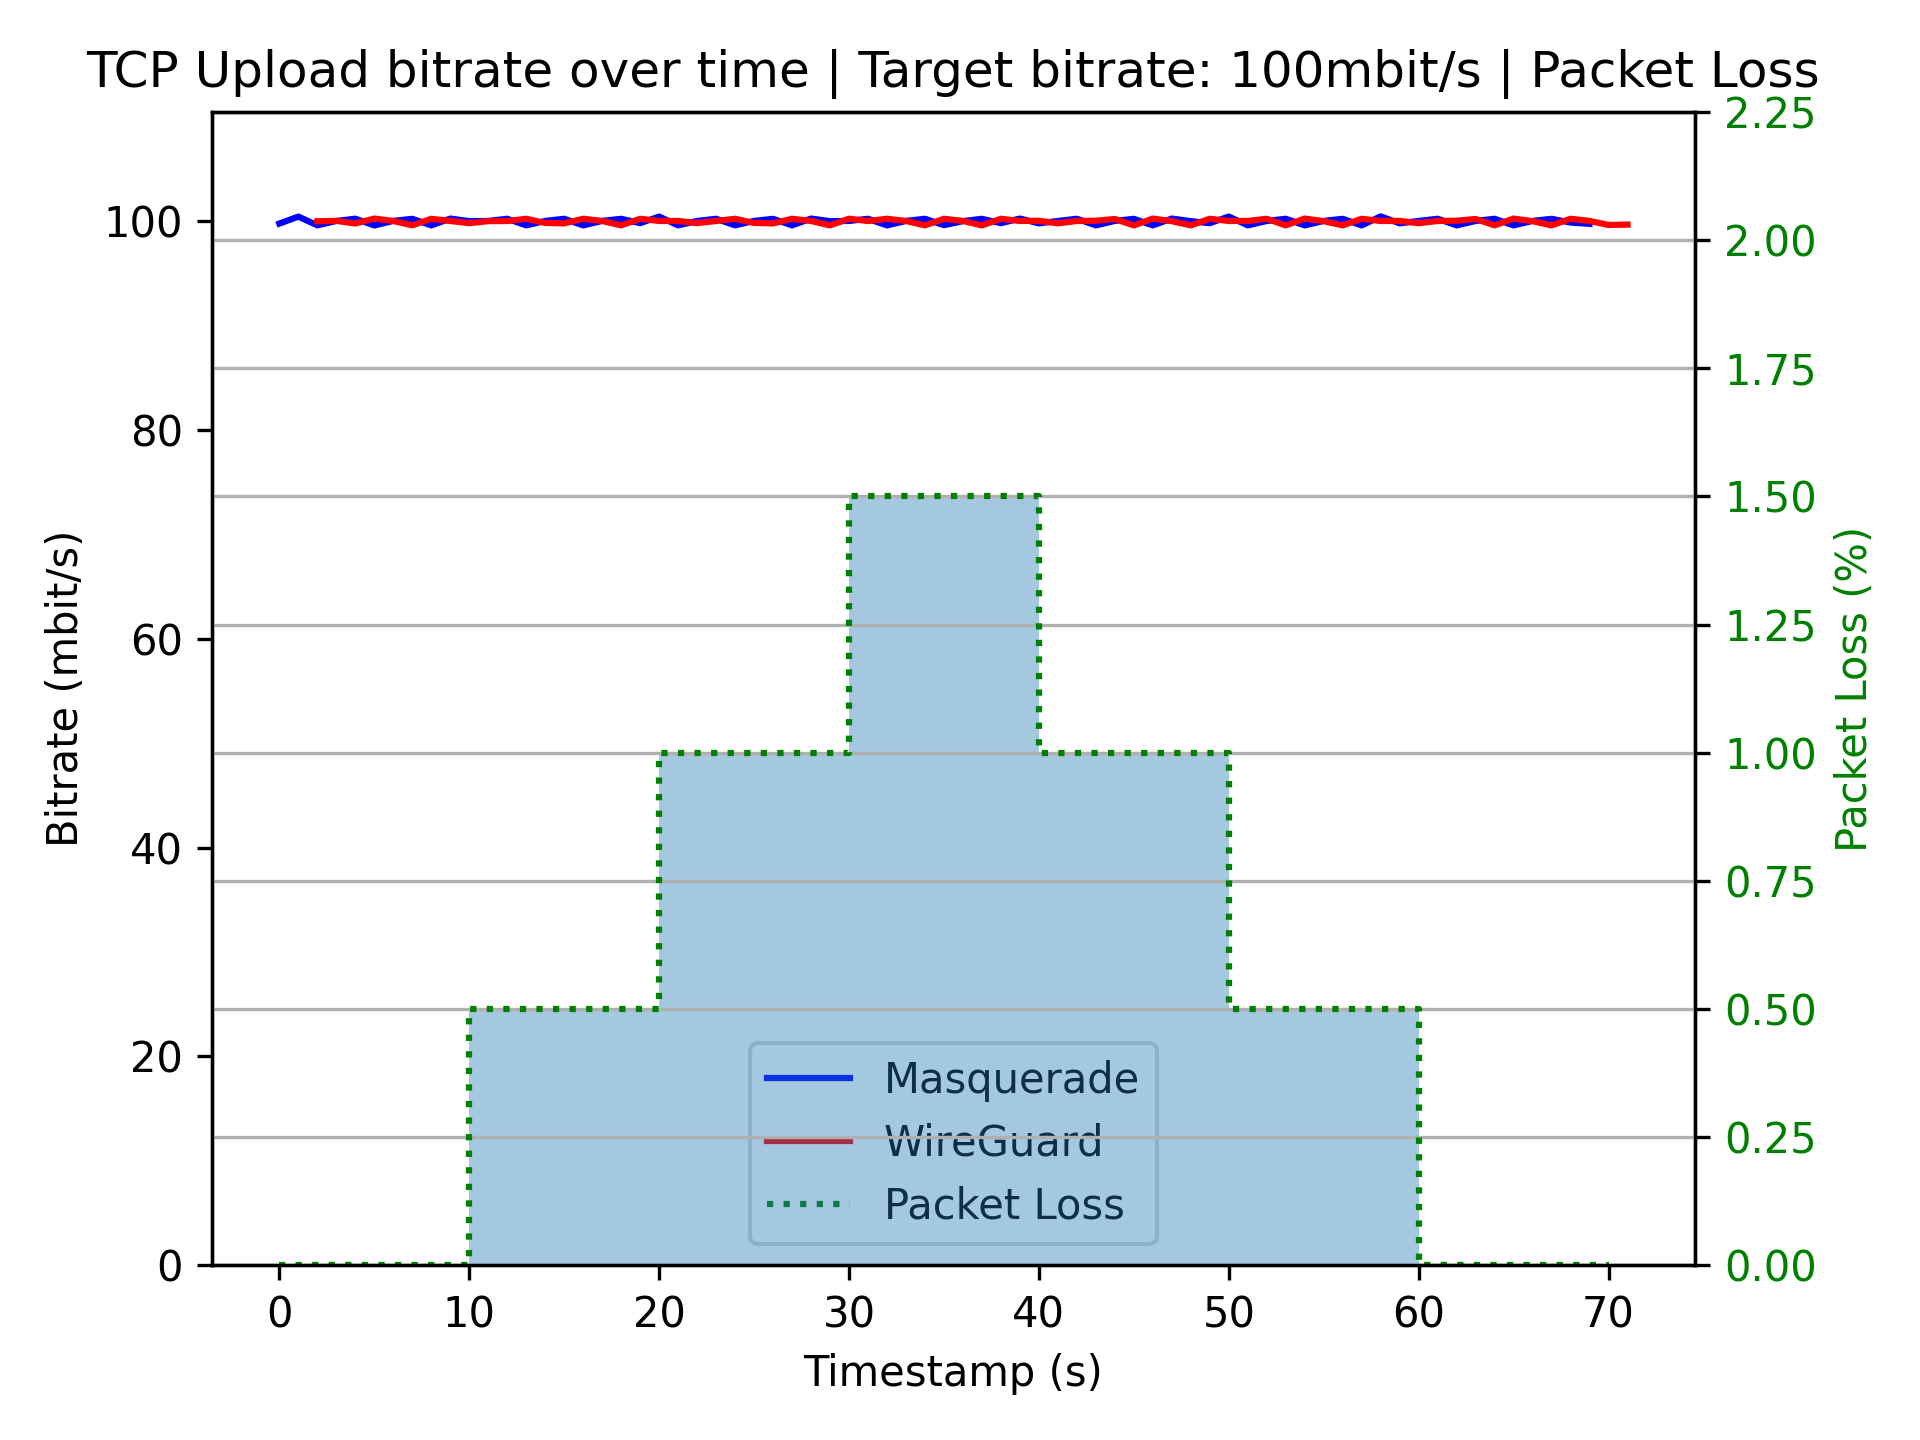 TCP Upload bitrate over time | Target bitrate: 100mbit/s | Packet Loss
2.25
100
2.00
1.75
80
1.50
Bitrate (mbit/s)
Packet Loss (%)
60
1.25
1.00
40
0.75
0.50
20
Masquerade
WireGuard
0.25
Packet Loss
0
0.00
0 10 20 30 40 50 60 70
Timestamp (s)